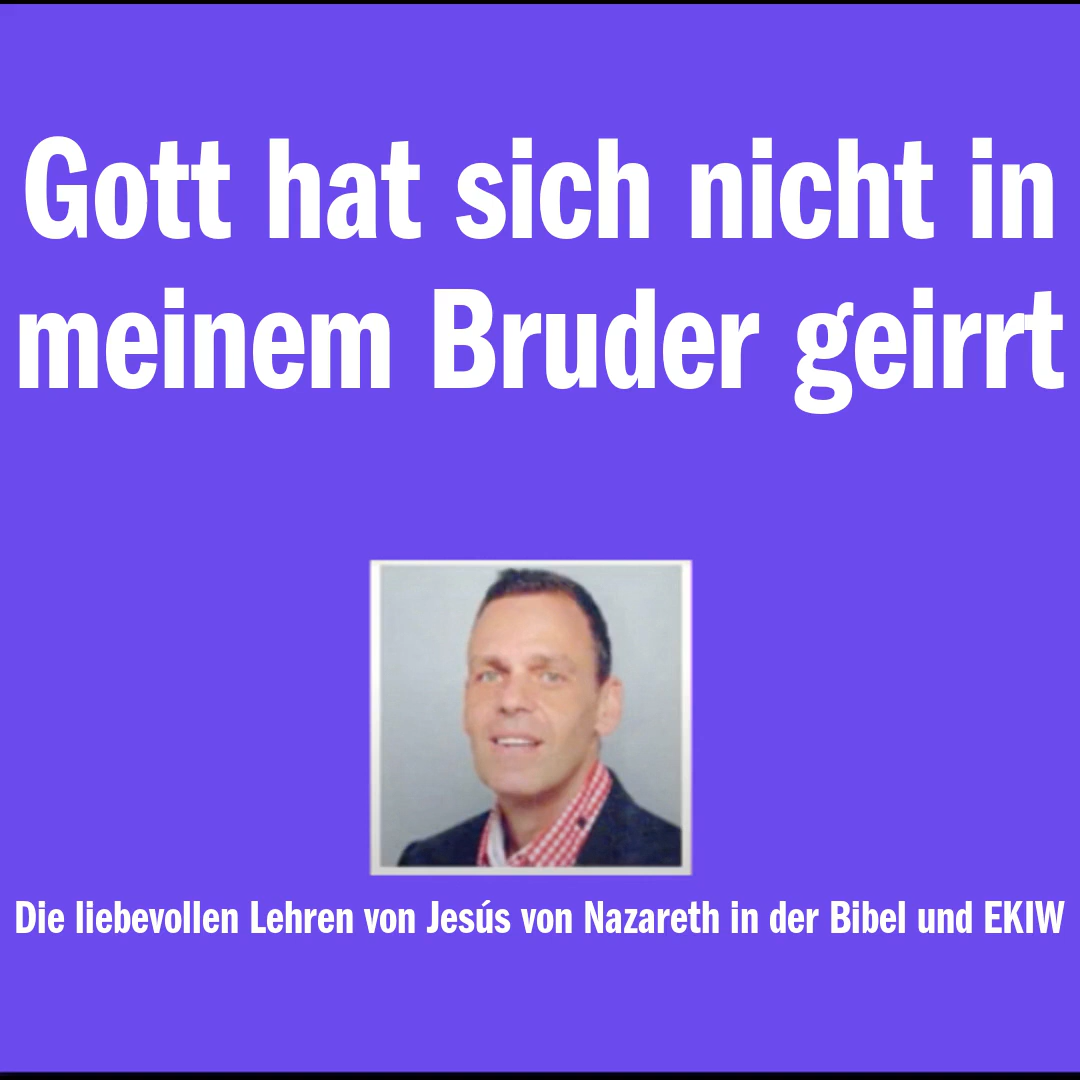 Gott hat sich nicht in
meinem Bruder geirrt
Die liebevollen Lehren von Jesús von Nazareth in der Bibel und EKIW